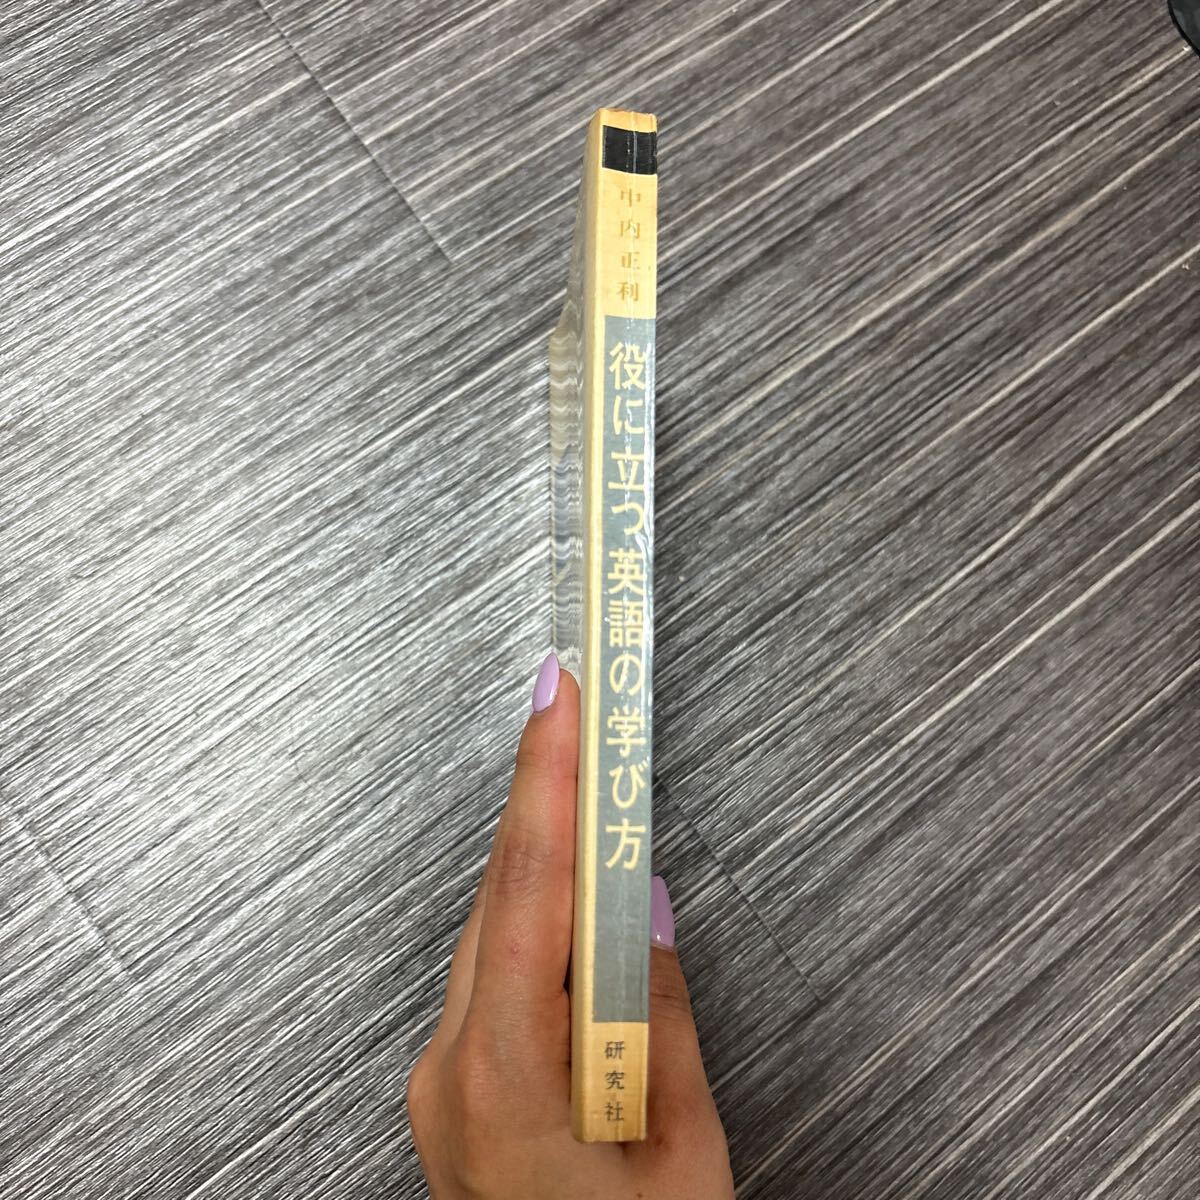 中内正利
役に立つ英語の学び方
研究社